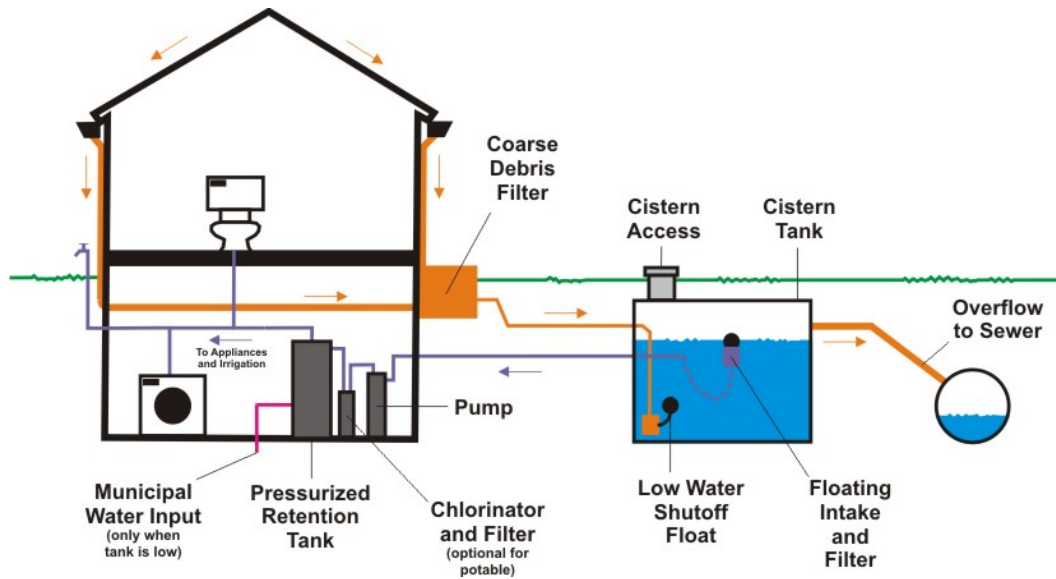 Coarse
Debris
Filter
Cistern
Access
Cistern
Tank
Overflow
to Sewer
To Appliances
and Irrigation
Pump
Municipal
Water Input
(only when
tank is low)
Pressurized
Retention
Tank
Chlorinator
and Filter
(optional for
potable)
Low Water
Shutoff
Float
Floating
Intake
and
Filter